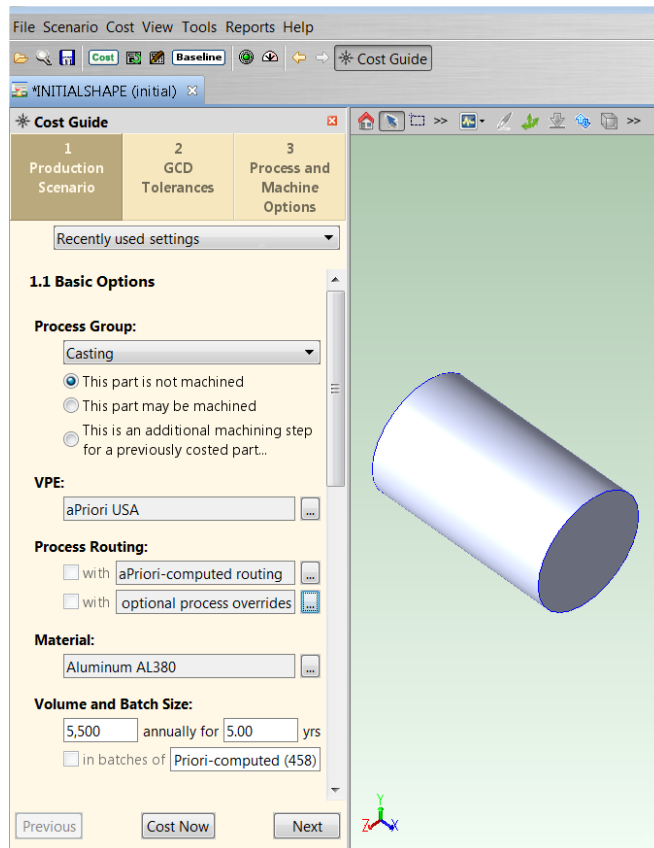 File Scenario Cost View Tools Reports Help
Cost Baseline Cost Guide
*INITIALSHAPE (initial)
Cost Guide
>> >>
1
Production
Scenario
2
GCD
Tolerances
3
Process and
Machine
Options
Recently used settings
1.1 Basic Options
Process Group:
Casting
This part is not machined
This part may be machined
This is an additional machining step
for a previously costed part...
VPE:
aPriori USA
...
Process Routing:
with aPriori-computed routing ...
with optional process overrides ...
Material:
Aluminum AL380 ...
Volume and Batch Size:
5,500 annually for 5.00 yrs
in batches of Priori-computed (458)
Previous Cost Now Next
Y
Z X